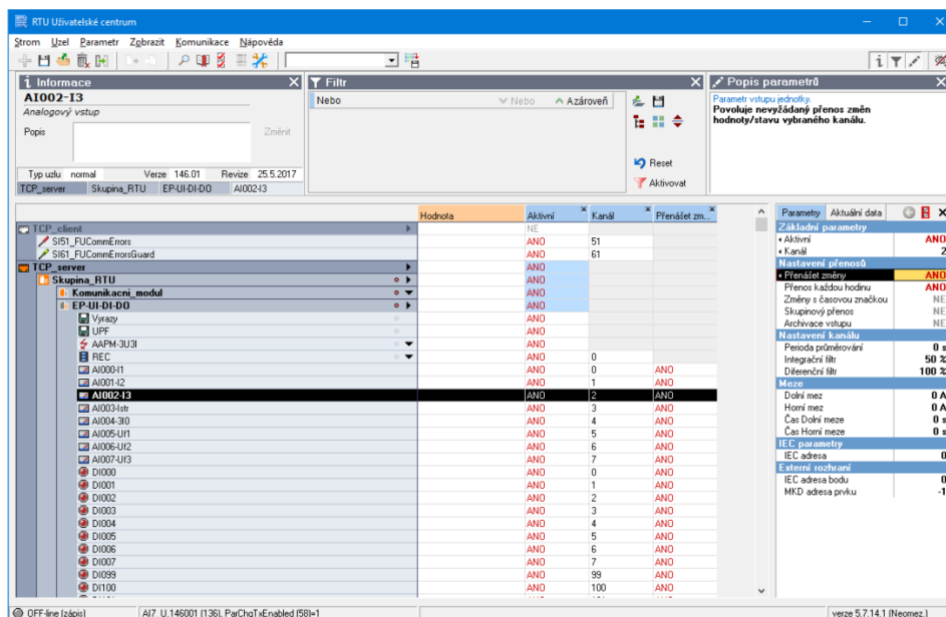 RTU Uživatelské centrum
Strom Uzel Parametr Zobrazit Komunikace Nápověda
Informace
AI002-I3
Analogový vstup
Popis
Změnit
Typ uzlu normal Verze 146.01 Revize 25.5.2017
TCP_server Skupina_RTU EP-UI-DI-DO AI002-I3
Filtr
Nebo Nebo Azároveň
Reset
Aktivovat
Popis parametrů
Parametr vstupu jednotky.
Povoluje nevyžádaný přenos změn
hodnoty/stavu vybraného kanálu.
Hodnota Aktivní Kanál Přenášet zm...
TCP_client NE
SI51_FUCommErrors ANO 51
SI61_FUCommErrorsGuard ANO 61
TCP_server ANO
Skupina_RTU ANO
Komunikacni_modul ANO
EP-UI-DI-DO ANO
Vyrazy ANO
UPF ANO
AAPM-3U3I ANO
REC ANO 0
AI000-I1 ANO 0 ANO
AI001-I2 ANO 1 ANO
AI002-I3 ANO 2 ANO
AI003-Istr ANO 3 ANO
AI004-3I0 ANO 4 ANO
AI005-Uf1 ANO 5 ANO
AI006-Uf2 ANO 6 ANO
AI007-Uf3 ANO 7 ANO
DI000 ANO 0 ANO
DI001 ANO 1 ANO
DI002 ANO 2 ANO
DI003 ANO 3 ANO
DI004 ANO 4 ANO
DI005 ANO 5 ANO
DI006 ANO 6 ANO
DI007 ANO 7 ANO
DI099 ANO 99 ANO
DI100 ANO 100 ANO
Parametry Aktuální data
Základní parametry
Aktivní ANO
Kanál 2
Nastavení přenosů
Přenášet změny ANO
Přenos každou hodinu ANO
Změny s časovou značkou NE
Skupinový přenos NE
Archivace vstupu NE
Nastavení kanálu
Perioda průměrování 0 s
Integrační filtr 50 %
Diferenční filtr 100 %
Meze
Dolní mez 0 A
Horní mez 0 A
Čas Dolní meze 0 s
Čas Horní meze 0 s
IEC parametry
IEC adresa 0
Externí rozhraní
IEC adresa bodu 0
MKD adresa prvku -1
OFF-line (zápis) AI7_U.146001 (136), ParChgTxEnabled (58)=1 verze 5.7.14.1 (Neomez.)